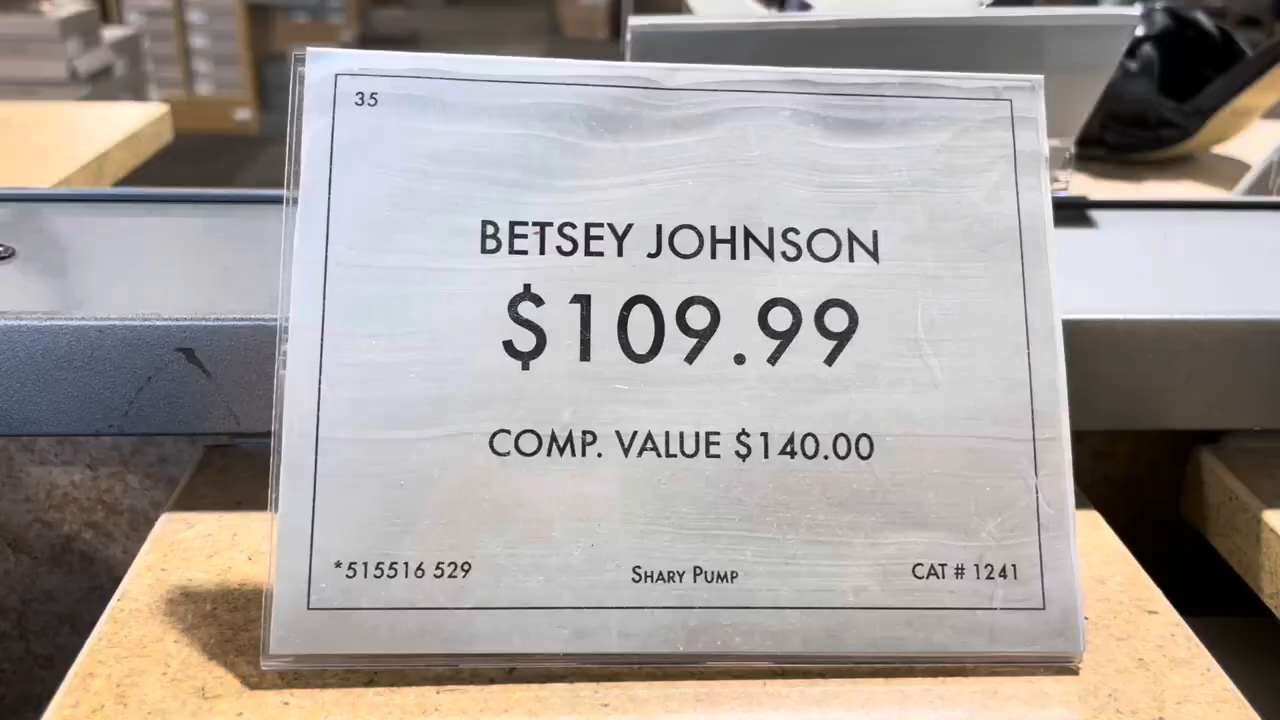 35
BETSEY JOHNSON
$109.99
COMP. VALUE $140.00
*515516 529 SHARY PUMP CAT # 1241